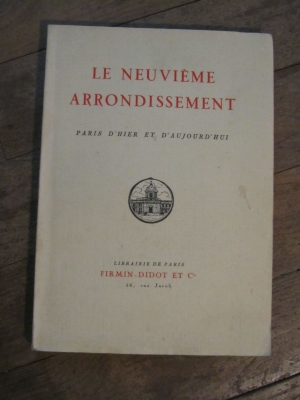 LE NEUVIÈME
ARRONDISSEMENT
PARIS D'HIER ET D'AUJOURD'HUI
LIBRAIRIE DE PARIS
FIRMIN-DIDOT ET Cie
56, rue Jacob